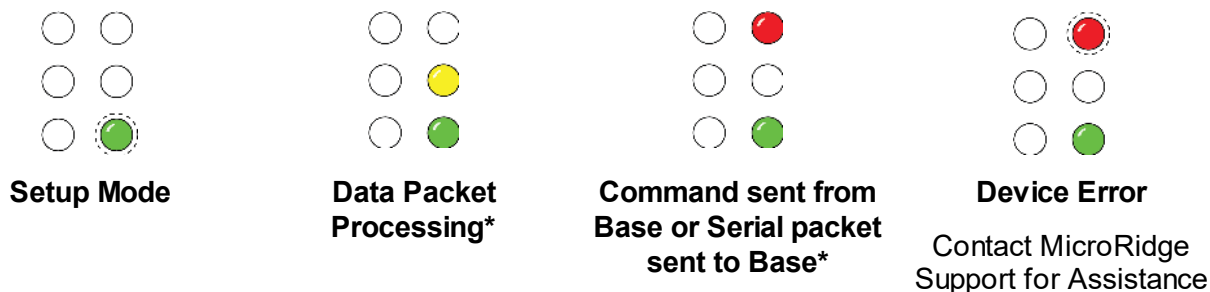 Setup Mode
Data Packet
Processing*
Command sent from
Base or Serial packet
sent to Base*
Device Error
Contact MicroRidge
Support for Assistance